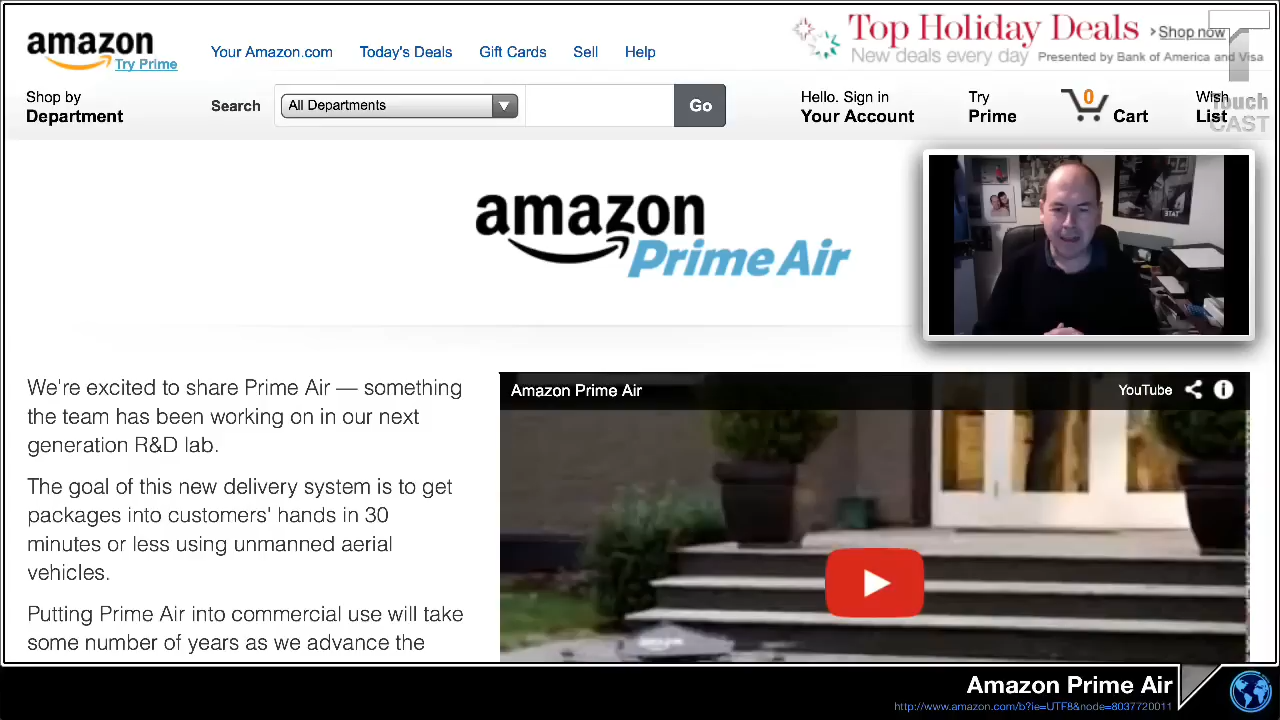 amazon
Try Prime
Your Amazon.com
Today's Deals
Gift Cards
Sell
Help
Top Holiday Deals
Shop now
New deals every day
Presented by Bank of America and Visa
Shop by
Department
Search
All Departments
Go
Hello. Sign in
Your Account
Try
Prime
0
Cart
Wish
List
Touch
CAST
amazon
Prime Air
We're excited to share Prime Air — something
the team has been working on in our next
generation R&D lab.
The goal of this new delivery system is to get
packages into customers' hands in 30
minutes or less using unmanned aerial
vehicles.
Putting Prime Air into commercial use will take
some number of years as we advance the
Amazon Prime Air
YouTube
Amazon Prime Air
http://www.amazon.com/b?ie=UTF8&node=8037720011